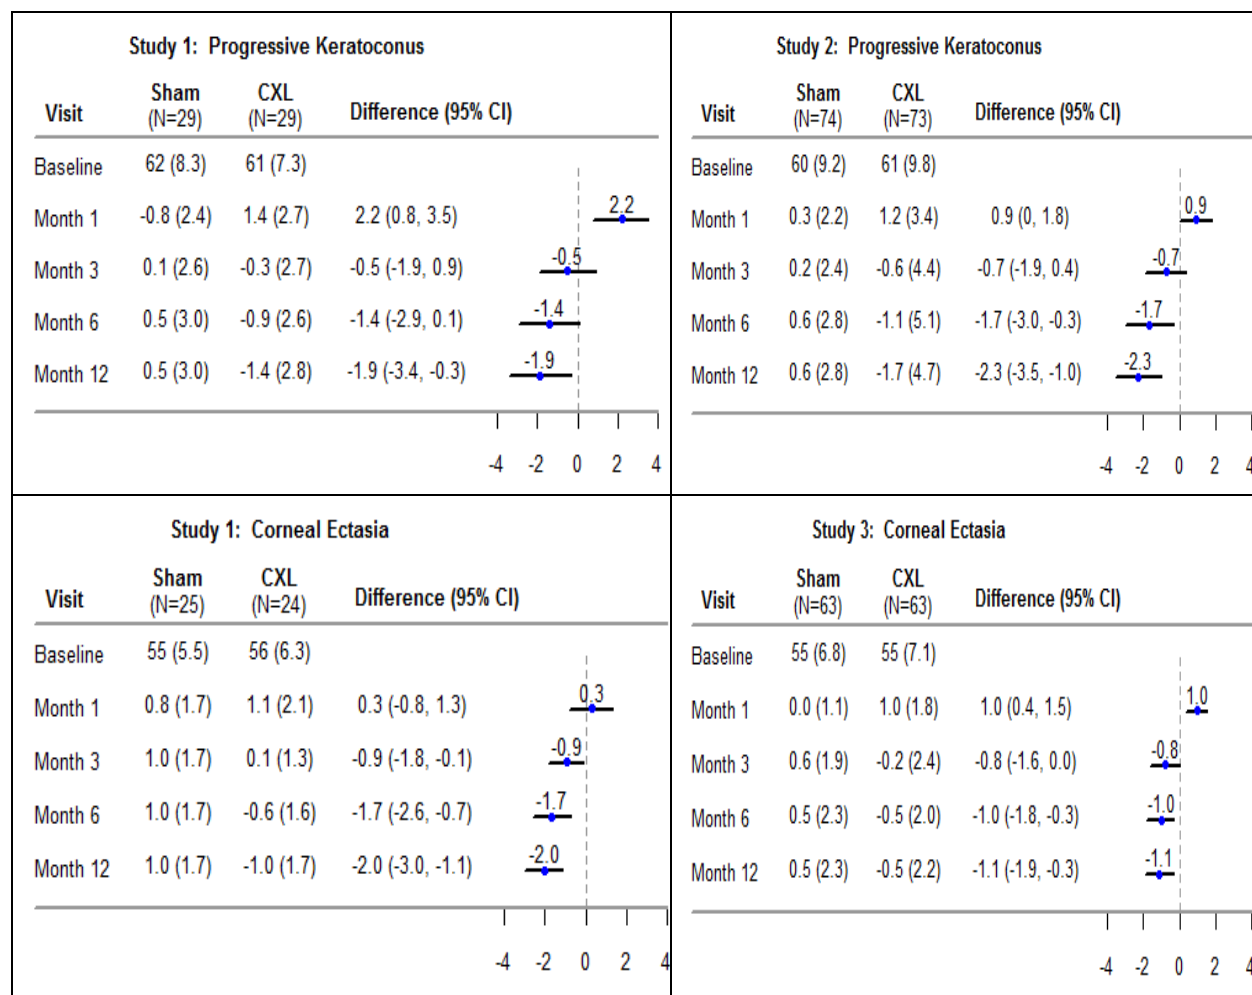 Study 1: Progressive Keratoconus
Visit Sham (N=29) CXL (N=29) Difference (95% CI)
Baseline 62 (8.3) 61 (7.3)
Month 1 -0.8 (2.4) 1.4 (2.7) 2.2 (0.8, 3.5) 2.2
Month 3 0.1 (2.6) -0.3 (2.7) -0.5 (-1.9, 0.9) -0.5
Month 6 0.5 (3.0) -0.9 (2.6) -1.4 (-2.9, 0.1) -1.4
Month 12 0.5 (3.0) -1.4 (2.8) -1.9 (-3.4, -0.3) -1.9
-4 -2 0 2 4
Study 2: Progressive Keratoconus
Visit Sham (N=74) CXL (N=73) Difference (95% CI)
Baseline 60 (9.2) 61 (9.8)
Month 1 0.3 (2.2) 1.2 (3.4) 0.9 (0, 1.8) 0.9
Month 3 0.2 (2.4) -0.6 (4.4) -0.7 (-1.9, 0.4) -0.7
Month 6 0.6 (2.8) -1.1 (5.1) -1.7 (-3.0, -0.3) -1.7
Month 12 0.6 (2.8) -1.7 (4.7) -2.3 (-3.5, -1.0) -2.3
-4 -2 0 2 4
Study 1: Corneal Ectasia
Visit Sham (N=25) CXL (N=24) Difference (95% CI)
Baseline 55 (5.5) 56 (6.3)
Month 1 0.8 (1.7) 1.1 (2.1) 0.3 (-0.8, 1.3) 0.3
Month 3 1.0 (1.7) 0.1 (1.3) -0.9 (-1.8, -0.1) -0.9
Month 6 1.0 (1.7) -0.6 (1.6) -1.7 (-2.6, -0.7) -1.7
Month 12 1.0 (1.7) -1.0 (1.7) -2.0 (-3.0, -1.1) -2.0
-4 -2 0 2 4
Study 3: Corneal Ectasia
Visit Sham (N=63) CXL (N=63) Difference (95% CI)
Baseline 55 (6.8) 55 (7.1)
Month 1 0.0 (1.1) 1.0 (1.8) 1.0 (0.4, 1.5) 1.0
Month 3 0.6 (1.9) -0.2 (2.4) -0.8 (-1.6, 0.0) -0.8
Month 6 0.5 (2.3) -0.5 (2.0) -1.0 (-1.8, -0.3) -1.0
Month 12 0.5 (2.3) -0.5 (2.2) -1.1 (-1.9, -0.3) -1.1
-4 -2 0 2 4